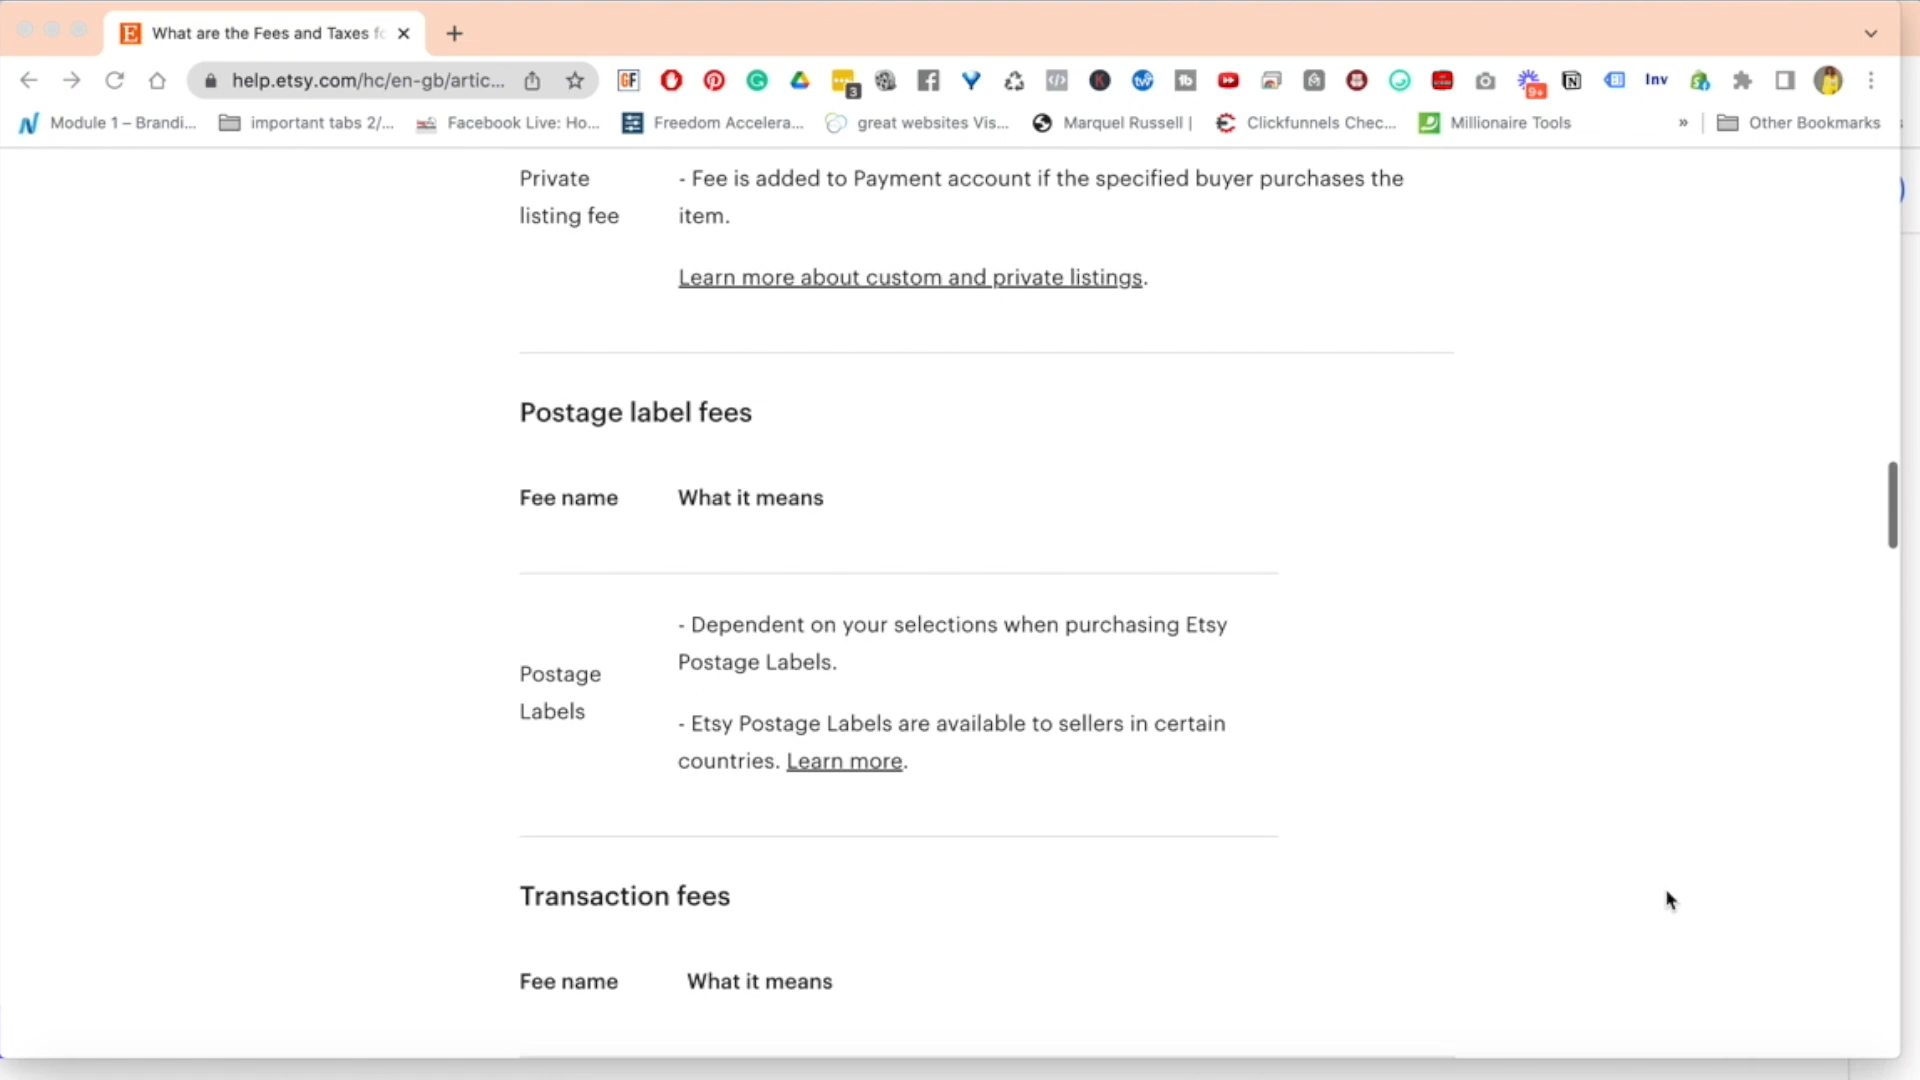 What are the Fees and Taxes fo
help.etsy.com/hc/en-gb/artic...
GF
3
9+
Inv
Module 1 – Brandi...
important tabs 2/...
Facebook Live: Ho...
Freedom Accelera...
great websites Vis...
Marquel Russell |
Clickfunnels Chec...
Millionaire Tools
»
Other Bookmarks
Private listing fee
- Fee is added to Payment account if the specified buyer purchases the
item.
Learn more about custom and private listings.
Postage label fees
Fee name What it means
Postage Labels
- Dependent on your selections when purchasing Etsy
Postage Labels.
- Etsy Postage Labels are available to sellers in certain
countries. Learn more.
Transaction fees
Fee name What it means